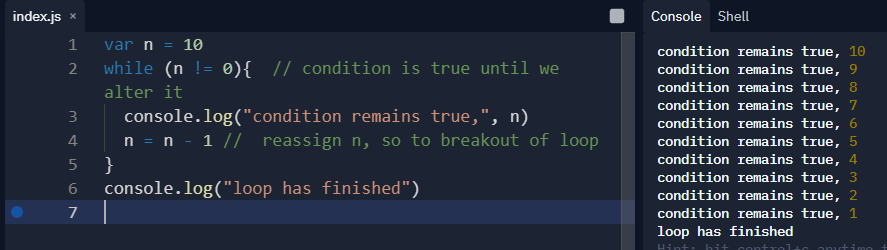 index.js ×
1 var n = 10
2 while (n != 0){  // condition is true until we
alter it
3   console.log("condition remains true,", n)
4   n = n - 1 //  reassign n, so to breakout of loop
5 }
6 console.log("loop has finished")
7
Console Shell
condition remains true, 10
condition remains true, 9
condition remains true, 8
condition remains true, 7
condition remains true, 6
condition remains true, 5
condition remains true, 4
condition remains true, 3
condition remains true, 2
condition remains true, 1
loop has finished
Hint: hit control+c anytime t